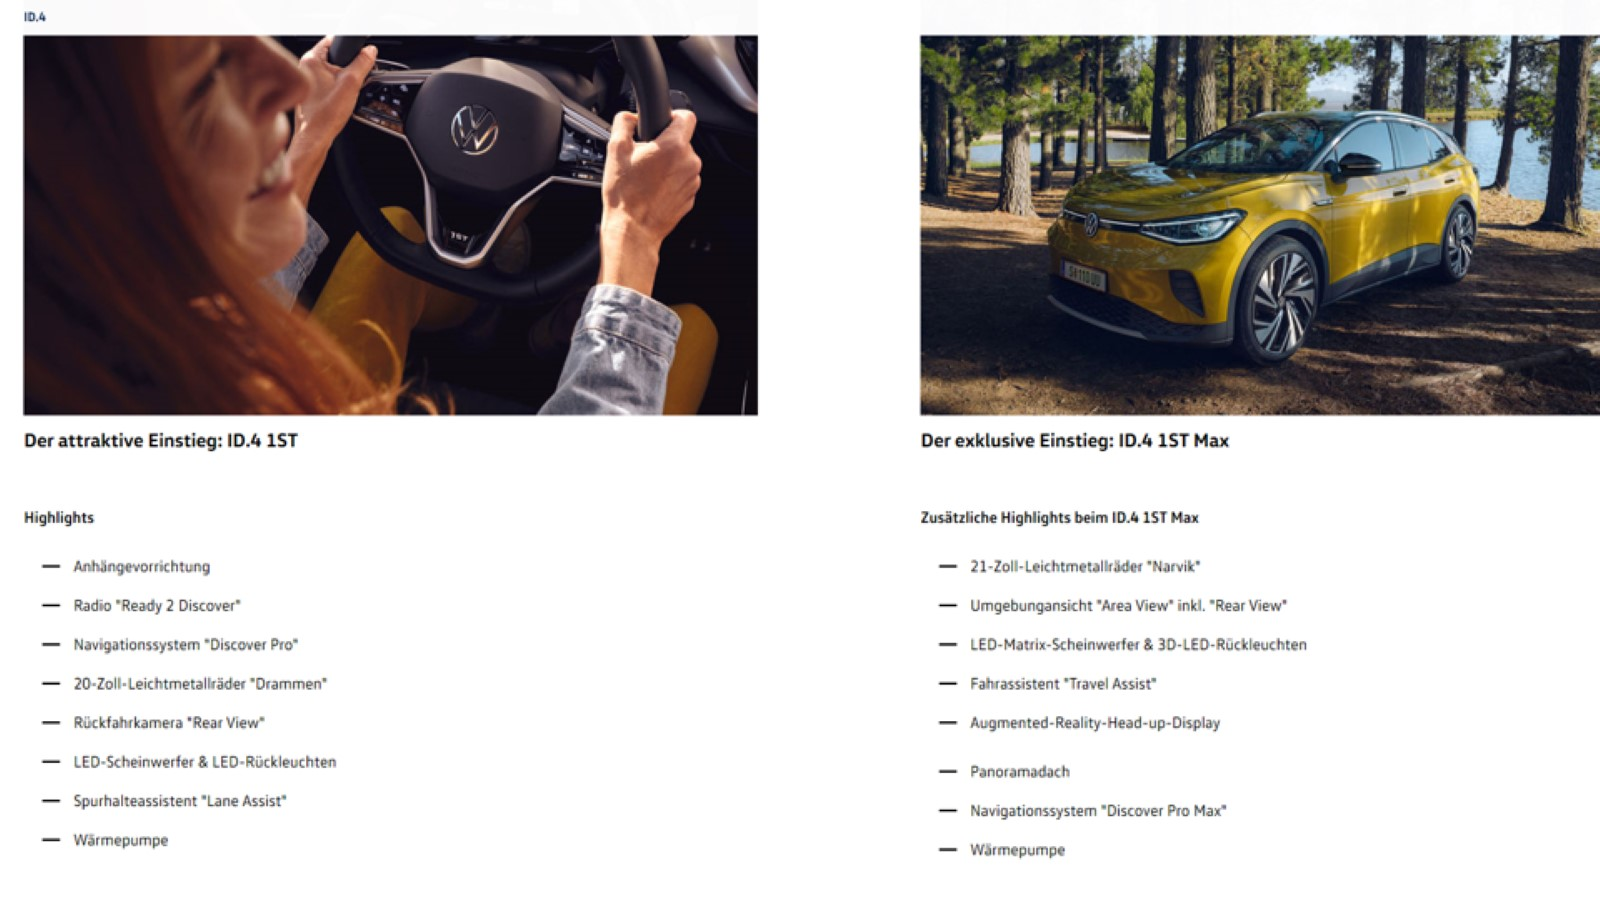 ID.4
1ST
Der attraktive Einstieg: ID.4 1ST
Highlights
— Anhängevorrichtung
— Radio "Ready 2 Discover"
— Navigationssystem "Discover Pro"
— 20-Zoll-Leichtmetallräder "Drammen"
— Rückfahrkamera "Rear View"
— LED-Scheinwerfer & LED-Rückleuchten
— Spurhalteassistent "Lane Assist"
— Wärmepumpe
Der exklusive Einstieg: ID.4 1ST Max
Zusätzliche Highlights beim ID.4 1ST Max
— 21-Zoll-Leichtmetallräder "Narvik"
— Umgebungansicht "Area View" inkl. "Rear View"
— LED-Matrix-Scheinwerfer & 3D-LED-Rückleuchten
— Fahrassistent "Travel Assist"
— Augmented-Reality-Head-up-Display
— Panoramadach
— Navigationssystem "Discover Pro Max"
— Wärmepumpe